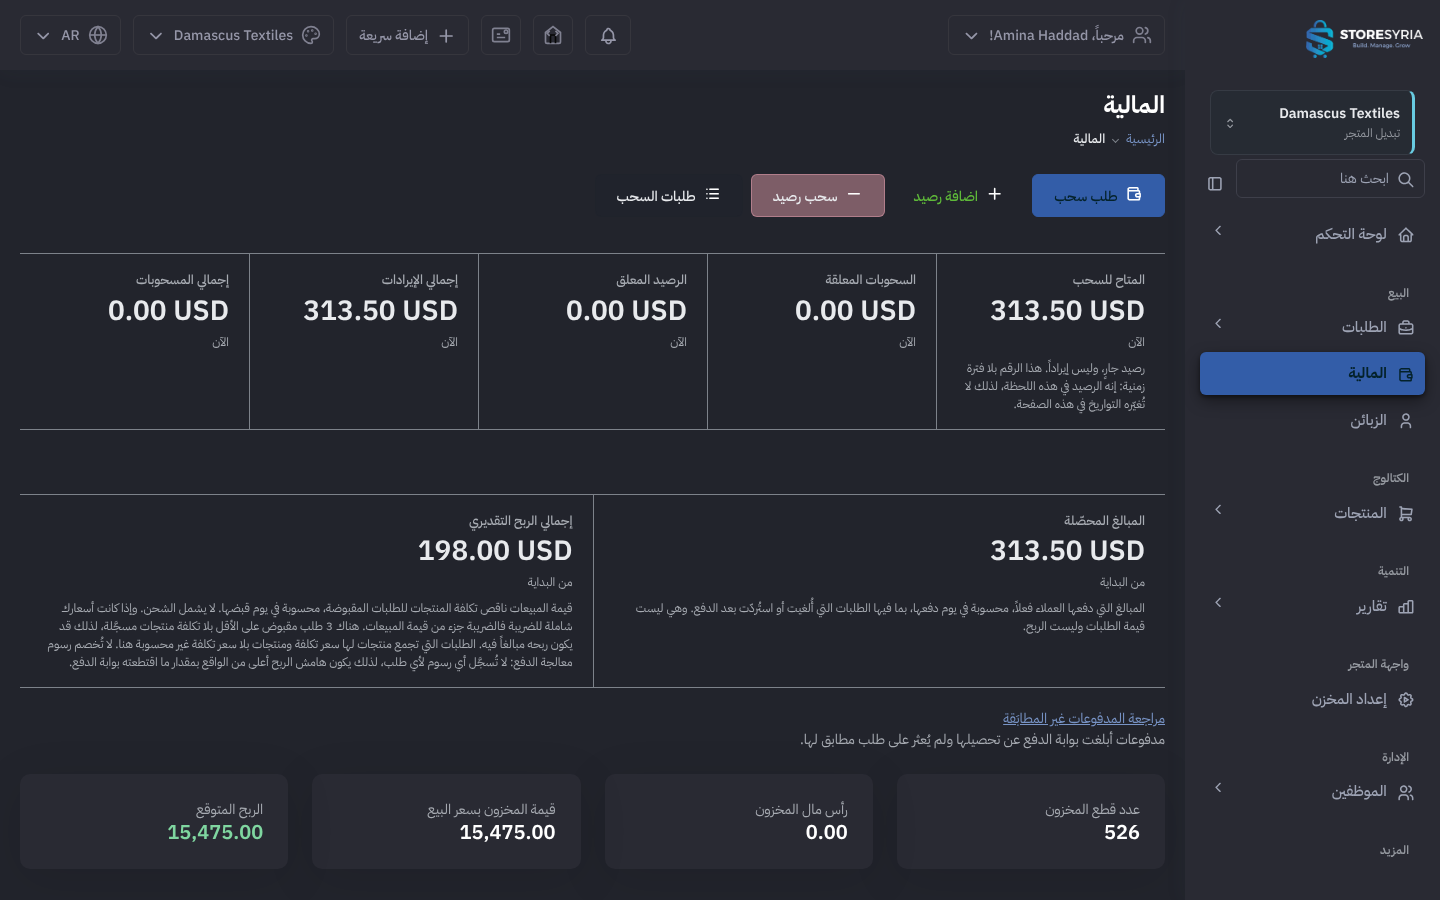 STORESYRIA
Build. Manage. Grow
مرحباً، Amina Haddad!
إضافة سريعة
Damascus Textiles
AR
Damascus Textiles
تبديل المتجر
ابحث هنا
لوحة التحكم
البيع
الطلبات
المالية
الزبائن
الكتالوج
المنتجات
التنمية
تقارير
واجهة المتجر
إعداد المخزن
الإدارة
الموظفين
المزيد
المالية
الرئيسية
المالية
طلب سحب
اضافة رصيد
سحب رصيد
طلبات السحب
المتاح للسحب
313.50 USD
الآن
رصيد جارٍ، وليس إيراداً. هذا الرقم بلا فترة
زمنية: إنه الرصيد في هذه اللحظة، لذلك لا
تُغيّره التواريخ في هذه الصفحة.
السحوبات المعلقة
0.00 USD
الآن
الرصيد المعلق
0.00 USD
الآن
إجمالي الإيرادات
313.50 USD
الآن
إجمالي المسحوبات
0.00 USD
الآن
المبالغ المحصّلة
313.50 USD
من البداية
المبالغ التي دفعها العملاء فعلاً، محسوبة في يوم دفعها، بما فيها الطلبات التي أُلغيت أو استُردّت بعد الدفع. وهي ليست
قيمة الطلبات وليست الربح.
إجمالي الربح التقديري
198.00 USD
من البداية
قيمة المبيعات ناقص تكلفة المنتجات للطلبات المقبوضة، محسوبة في يوم قبضها. لا يشمل الشحن. وإذا كانت أسعارك
شاملة للضريبة فالضريبة جزء من قيمة المبيعات. هناك 3 طلب مقبوض على الأقل بلا تكلفة منتجات مسجَّلة، لذلك قد
يكون ربحه مبالغاً فيه. الطلبات التي تجمع منتجات لها سعر تكلفة ومنتجات بلا سعر تكلفة غير محسوبة هنا. لا تُخصم رسوم
معالجة الدفع: لا تُسجَّل أي رسوم لأي طلب، لذلك يكون هامش الربح أعلى من الواقع بمقدار ما اقتطعته بوابة الدفع.
مراجعة المدفوعات غير المطابَقة
مدفوعات أبلغت بوابة الدفع عن تحصيلها ولم يُعثر على طلب مطابق لها.
عدد قطع المخزون
526
رأس مال المخزون
0.00
قيمة المخزون بسعر البيع
15,475.00
الربح المتوقع
15,475.00